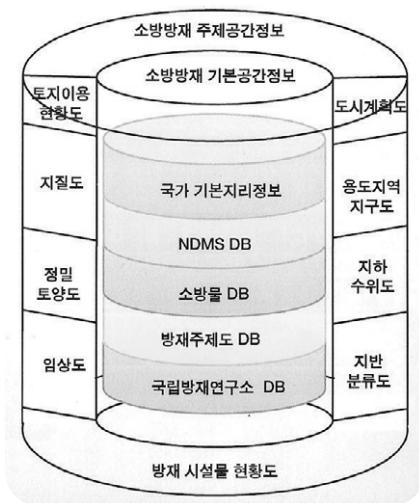 소방방재 주제공간정보
소방방재 기본공간정보
토지이용
현황도
도시계획도
지질도
국가 기본지리정보
용도지역
지구도
NDMS DB
정밀
토양도
소방물 DB
지하
수위도
방재주제도 DB
임상도
국립방재연구소 DB
지반
분류도
방재 시설물 현황도